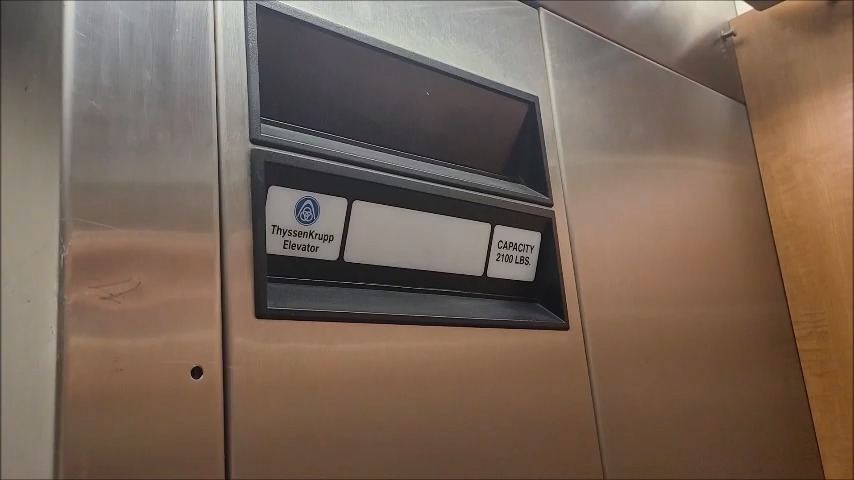 ThyssenKrupp
Elevator
CAPACITY
2100 LBS.